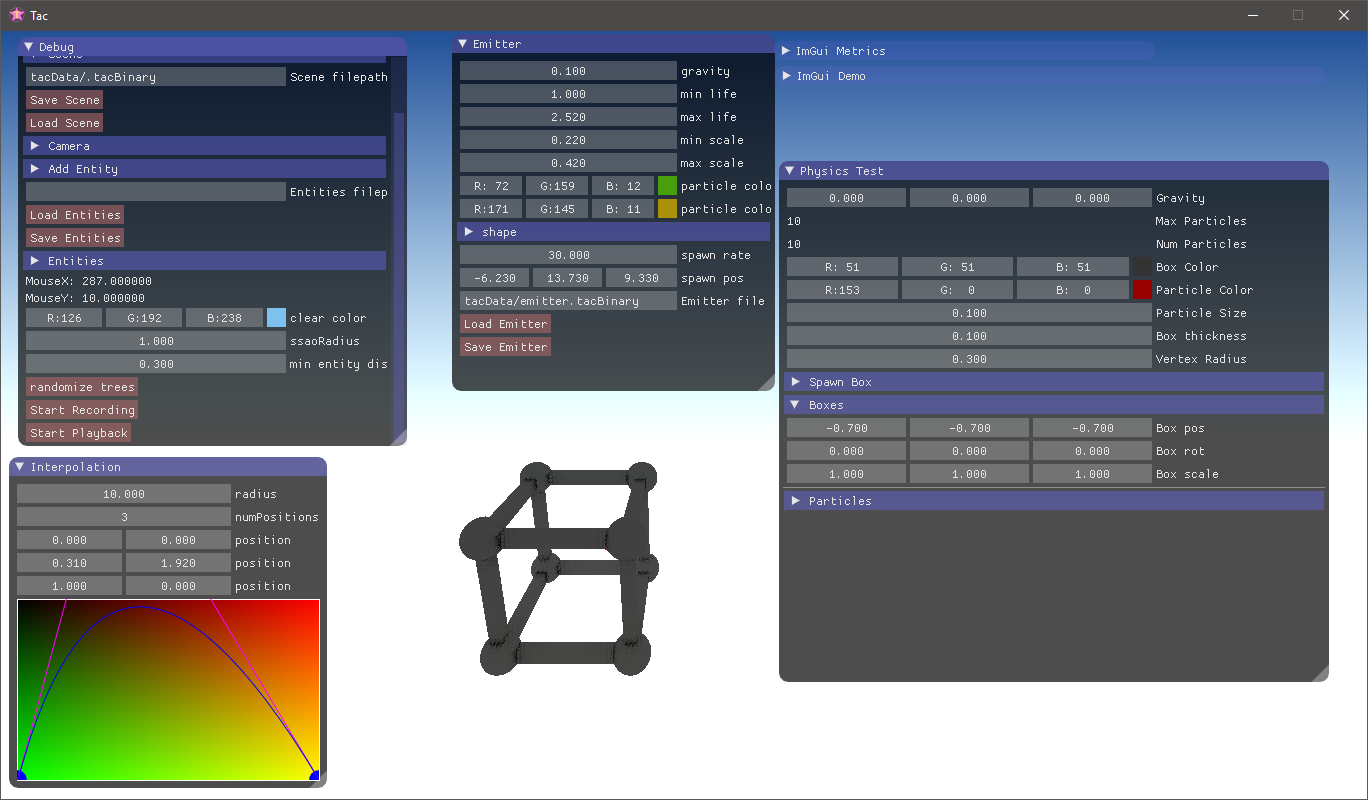 Tac
Debug
tacData/.tacBinary Scene filepath
Save Scene
Load Scene
Camera
Add Entity
Entities filep
Load Entities
Save Entities
Entities
MouseX: 287.000000
MouseY: 10.000000
R:126 G:192 B:238 clear color
1.000 ssaoRadius
0.300 min entity dis
randomize trees
Start Recording
Start Playback
Interpolation
10.000 radius
3 numPositions
0.000 0.000 position
0.310 1.920 position
1.000 0.000 position
Emitter
0.100 gravity
1.000 min life
2.520 max life
0.220 min scale
0.420 max scale
R: 72 G:159 B: 12 particle colo
R:171 G:145 B: 11 particle colo
shape
30.000 spawn rate
-6.230 13.730 9.330 spawn pos
tacData/emitter.tacBinary Emitter file
Load Emitter
Save Emitter
ImGui Metrics
ImGui Demo
Physics Test
0.000 0.000 0.000 Gravity
10 Max Particles
10 Num Particles
R: 51 G: 51 B: 51 Box Color
R:153 G: 0 B: 0 Particle Color
0.100 Particle Size
0.100 Box thickness
0.300 Vertex Radius
Spawn Box
Boxes
-0.700 -0.700 -0.700 Box pos
0.000 0.000 0.000 Box rot
1.000 1.000 1.000 Box scale
Particles